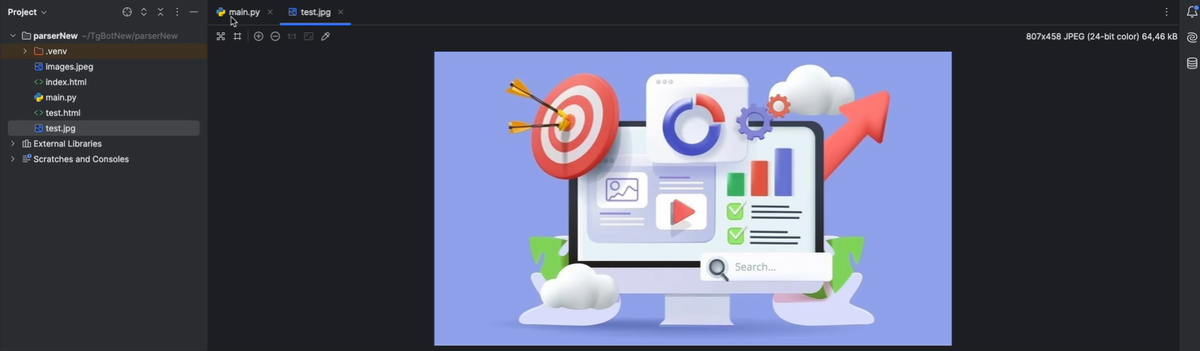 Project
main.py
test.jpg
1:1
807x458 JPEG (24-bit color) 64,46 kB
parserNew ~/TgBotNew/parserNew
.venv
images.jpeg
index.html
main.py
test.html
test.jpg
External Libraries
Scratches and Consoles
Search...